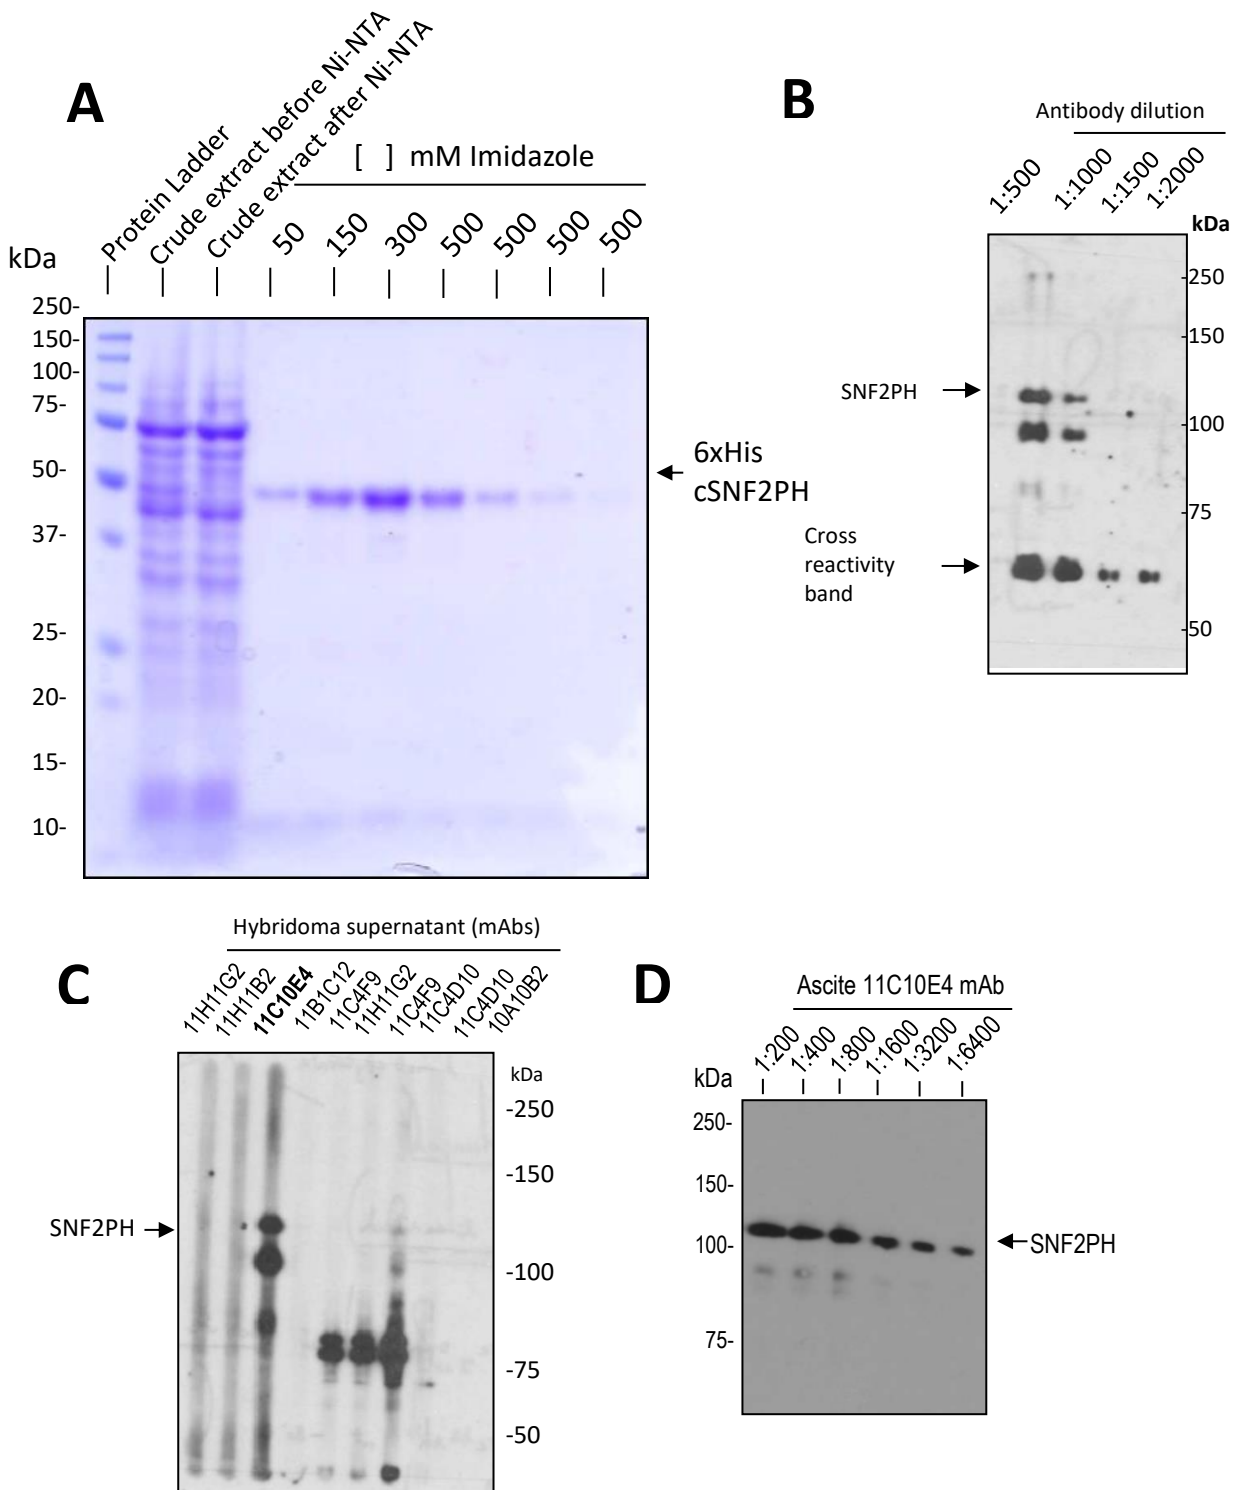 A
Protein Ladder
Crude extract before Ni-NTA
Crude extract after Ni-NTA
[ ] mM Imidazole
50
150
300
500
500
500
500
kDa
250-
150-
100-
75-
50-
37-
25-
20-
15-
10-
6xHis
cSNF2PH
B
Antibody dilution
1:500
1:1000
1:1500
1:2000
kDa
-250
-150
-100
-75
-50
SNF2PH
Cross
reactivity
band
C
Hybridoma supernatant (mAbs)
11H11G2
11H11B2
11C10E4
11B1C12
11C4F9
11H11G2
11C4F9
11C4D10
11C4D10
10A10B2
kDa
-250
-150
-100
-75
-50
SNF2PH
D
Ascite 11C10E4 mAb
1:200
1:400
1:800
1:1600
1:3200
1:6400
kDa
250-
150-
100-
75-
SNF2PH